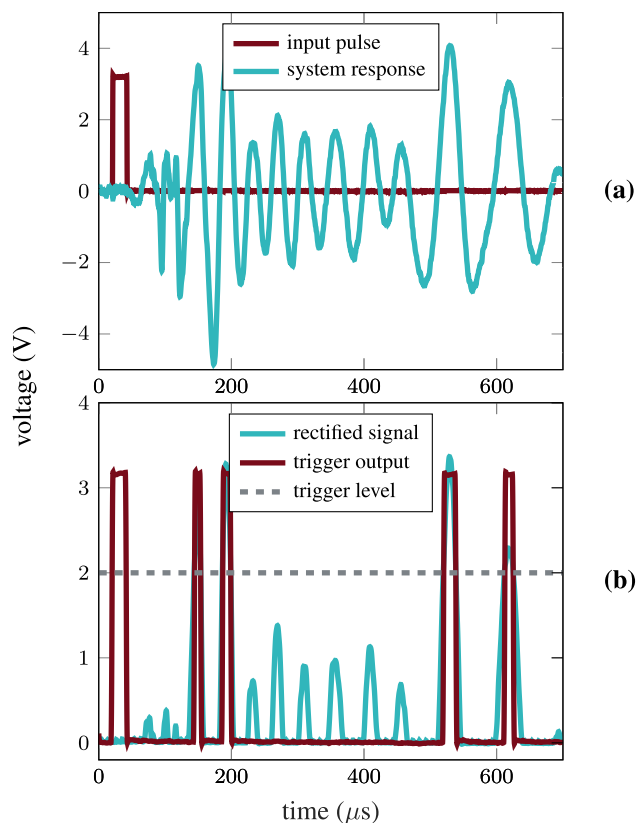 input pulse
system response
4
2
0
−2
−4
0
200
400
600
(a)
voltage (V)
rectified signal
trigger output
trigger level
4
3
2
1
0
0
200
400
600
(b)
time (μs)